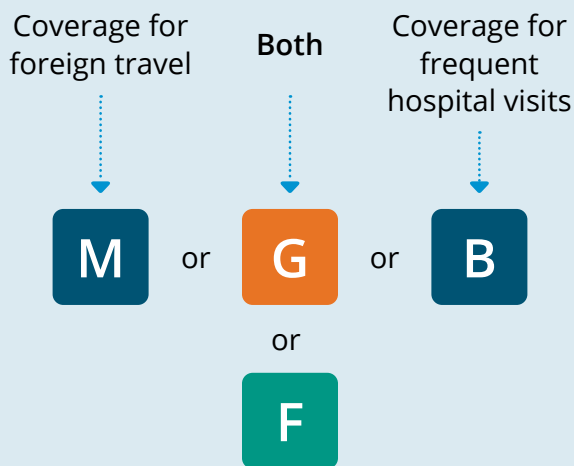 Coverage for
foreign travel
Both
Coverage for
frequent
hospital visits
M or G or B
or
F